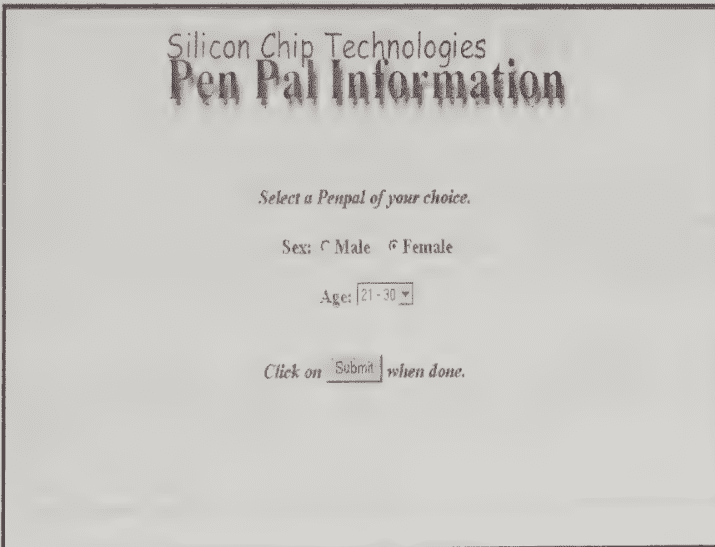 Silicon Chip Technologies
Pen Pal Information
Select a Penpal of your choice.
Sex: Male Female
Age: 21 - 30
Click on Submit when done.